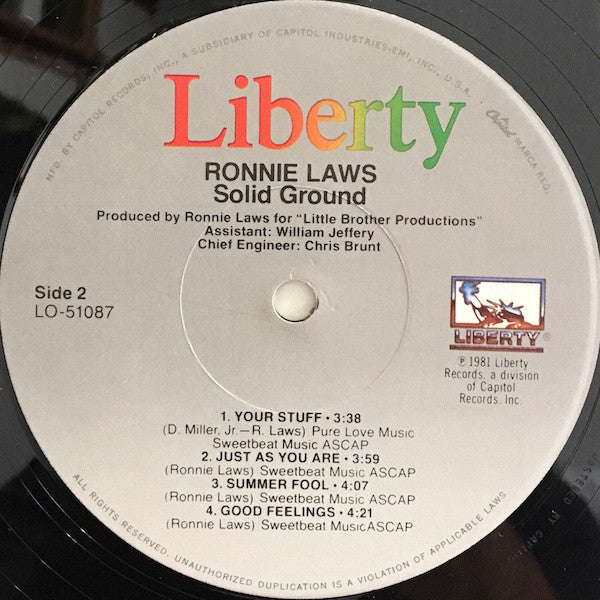 MFD. BY CAPITOL RECORDS, INC., A SUBSIDIARY OF CAPITOL INDUSTRIES-EMI, INC., U.S.A.
Capitol MARCA REG.
Liberty
RONNIE LAWS
Solid Ground
Produced by Ronnie Laws for "Little Brother Productions"
Assistant: William Jeffery
Chief Engineer: Chris Brunt
Side 2
LO-51087
LIBERTY®
℗ 1981 Liberty
Records, a division
of Capitol
Records, Inc.
1. YOUR STUFF • 3:38
(D. Miller, Jr.—R. Laws) Pure Love Music
Sweetbeat Music ASCAP
2. JUST AS YOU ARE • 3:59
(Ronnie Laws) Sweetbeat Music ASCAP
3. SUMMER FOOL • 4:07
(Ronnie Laws) Sweetbeat Music ASCAP
4. GOOD FEELINGS • 4:21
(Ronnie Laws) Sweetbeat MusicASCAP
ALL RIGHTS RESERVED. UNAUTHORIZED DUPLICATION IS A VIOLATION OF APPLICABLE LAWS.
MASTERED BY CAPITOL